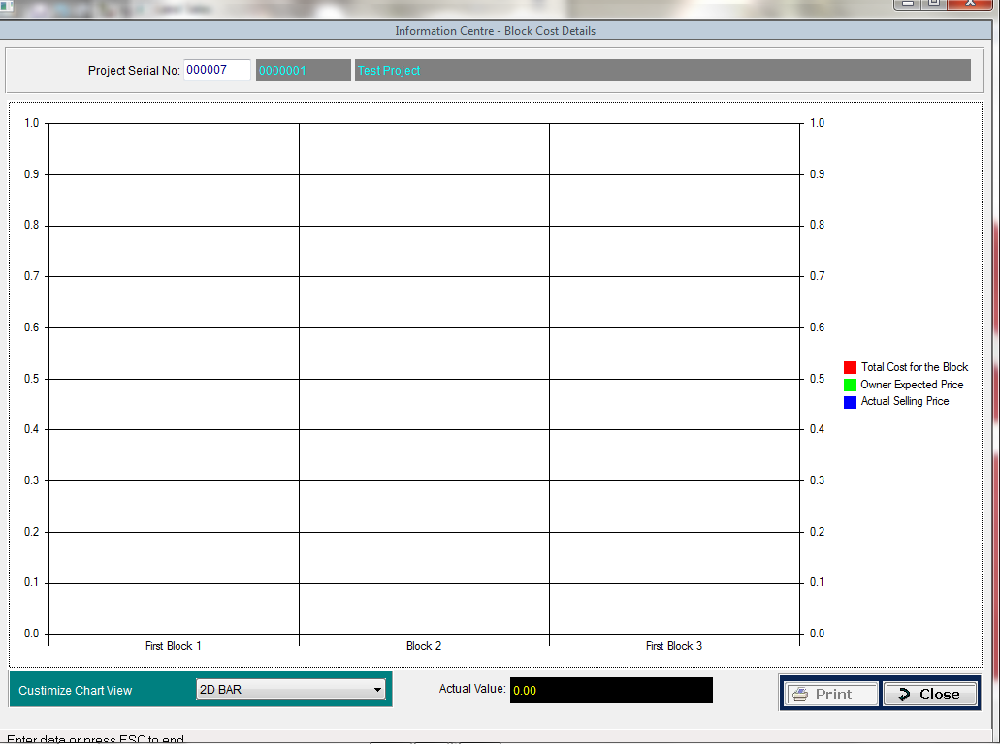 Information Centre - Block Cost Details
Project Serial No: 000007 0000001 Test Project
1.0 1.0
0.9 0.9
0.8 0.8
0.7 0.7
0.6 0.6
0.5 0.5
0.4 0.4
0.3 0.3
0.2 0.2
0.1 0.1
0.0 0.0
First Block 1 Block 2 First Block 3
Total Cost for the Block
Owner Expected Price
Actual Selling Price
Custimize Chart View 2D BAR Actual Value: 0.00 Print Close
Enter data or press ESC to end